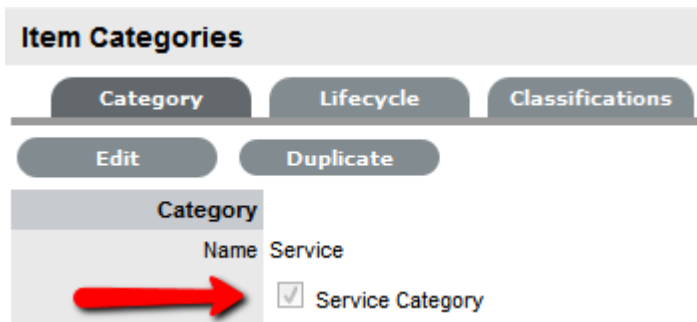 Item Categories
Category Lifecycle Classifications
Edit Duplicate
Category
Name Service
Service Category